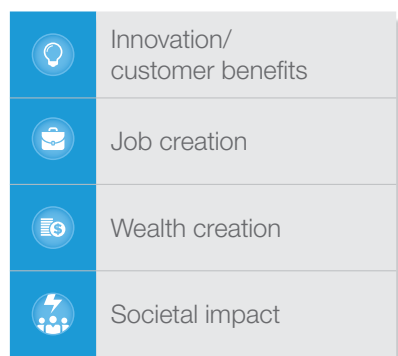 Innovation/
customer benefits
Job creation
Wealth creation
Societal impact